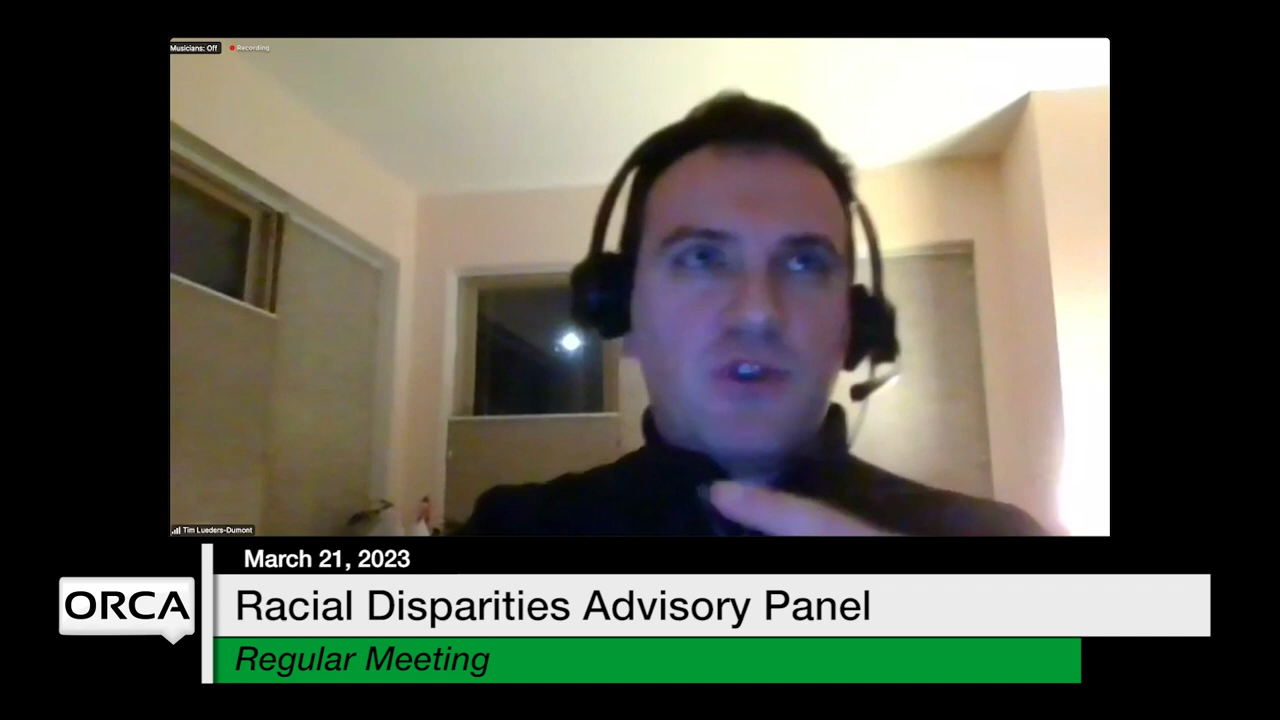 Musicians: Off Recording
Tim Lueders-Dumont
March 21, 2023
ORCA
Racial Disparities Advisory Panel
Regular Meeting